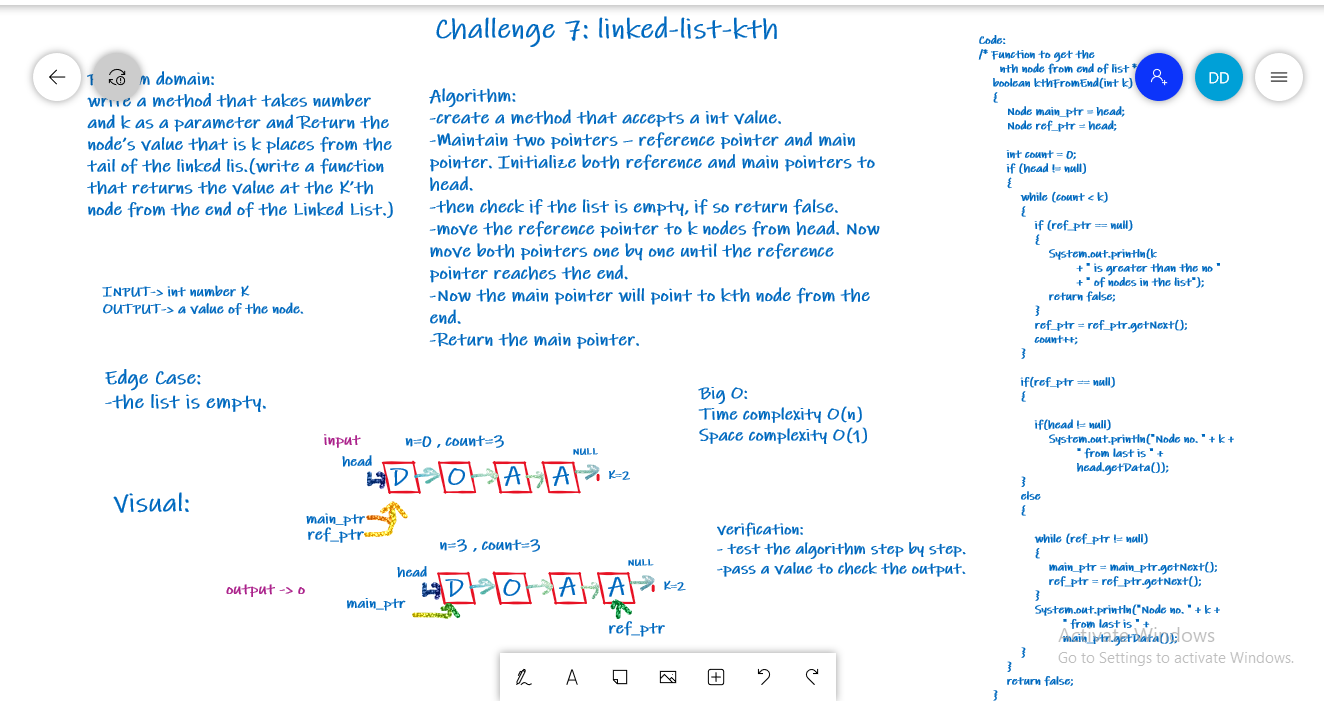 Challenge 7: linked-list-kth
m domain:
write a method that takes number
and k as a parameter and Return the
node's value that is k places from the
tail of the linked lis.(write a function
that returns the value at the K'th
node from the end of the Linked List.)
INPUT-> int number K
OUTPUT-> a value of the node.
Edge Case:
-the list is empty.
Algorithm:
-create a method that accepts a int value.
-Maintain two pointers – reference pointer and main
pointer. Initialize both reference and main pointers to
head.
-then check if the list is empty, if so return false.
-move the reference pointer to k nodes from head. Now
move both pointers one by one until the reference
pointer reaches the end.
-Now the main pointer will point to kth node from the
end.
-Return the main pointer.
Big O:
Time complexity O(n)
Space complexity O(1)
Visual:
input
n=0 , count=3
head
D
O
A
A
NULL
K=2
main_ptr
ref_ptr
n=3 , count=3
output -> o
head
D
O
A
A
NULL
K=2
main_ptr
ref_ptr
verification:
- test the algorithm step by step.
-pass a value to check the output.
Code:
/* Function to get the
nth node from end of list *
boolean kthFromEnd(int k)
{
Node main_ptr = head;
Node ref_ptr = head;
int count = 0;
if (head != null)
{
while (count < k)
{
if (ref_ptr == null)
{
System.out.println(k
+ " is greater than the no "
+ " of nodes in the list");
return false;
}
ref_ptr = ref_ptr.getNext();
count++;
}
if(ref_ptr == null)
{
if(head != null)
System.out.println("Node no. " + k +
" from last is " +
head.getData());
}
else
{
while (ref_ptr != null)
{
main_ptr = main_ptr.getNext();
ref_ptr = ref_ptr.getNext();
}
System.out.println("Node no. " + k +
" from last is " +
main_ptr.getData());
}
}
return false;
}
DD
A
Activate Windows
Go to Settings to activate Windows.